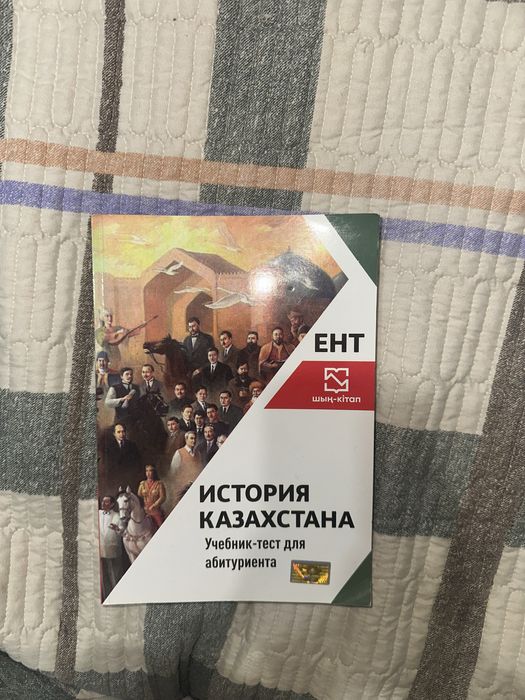 ЕНТ
шың-кітап
ИСТОРИЯ
КАЗАХСТАНА
Учебник-тест для
абитуриента